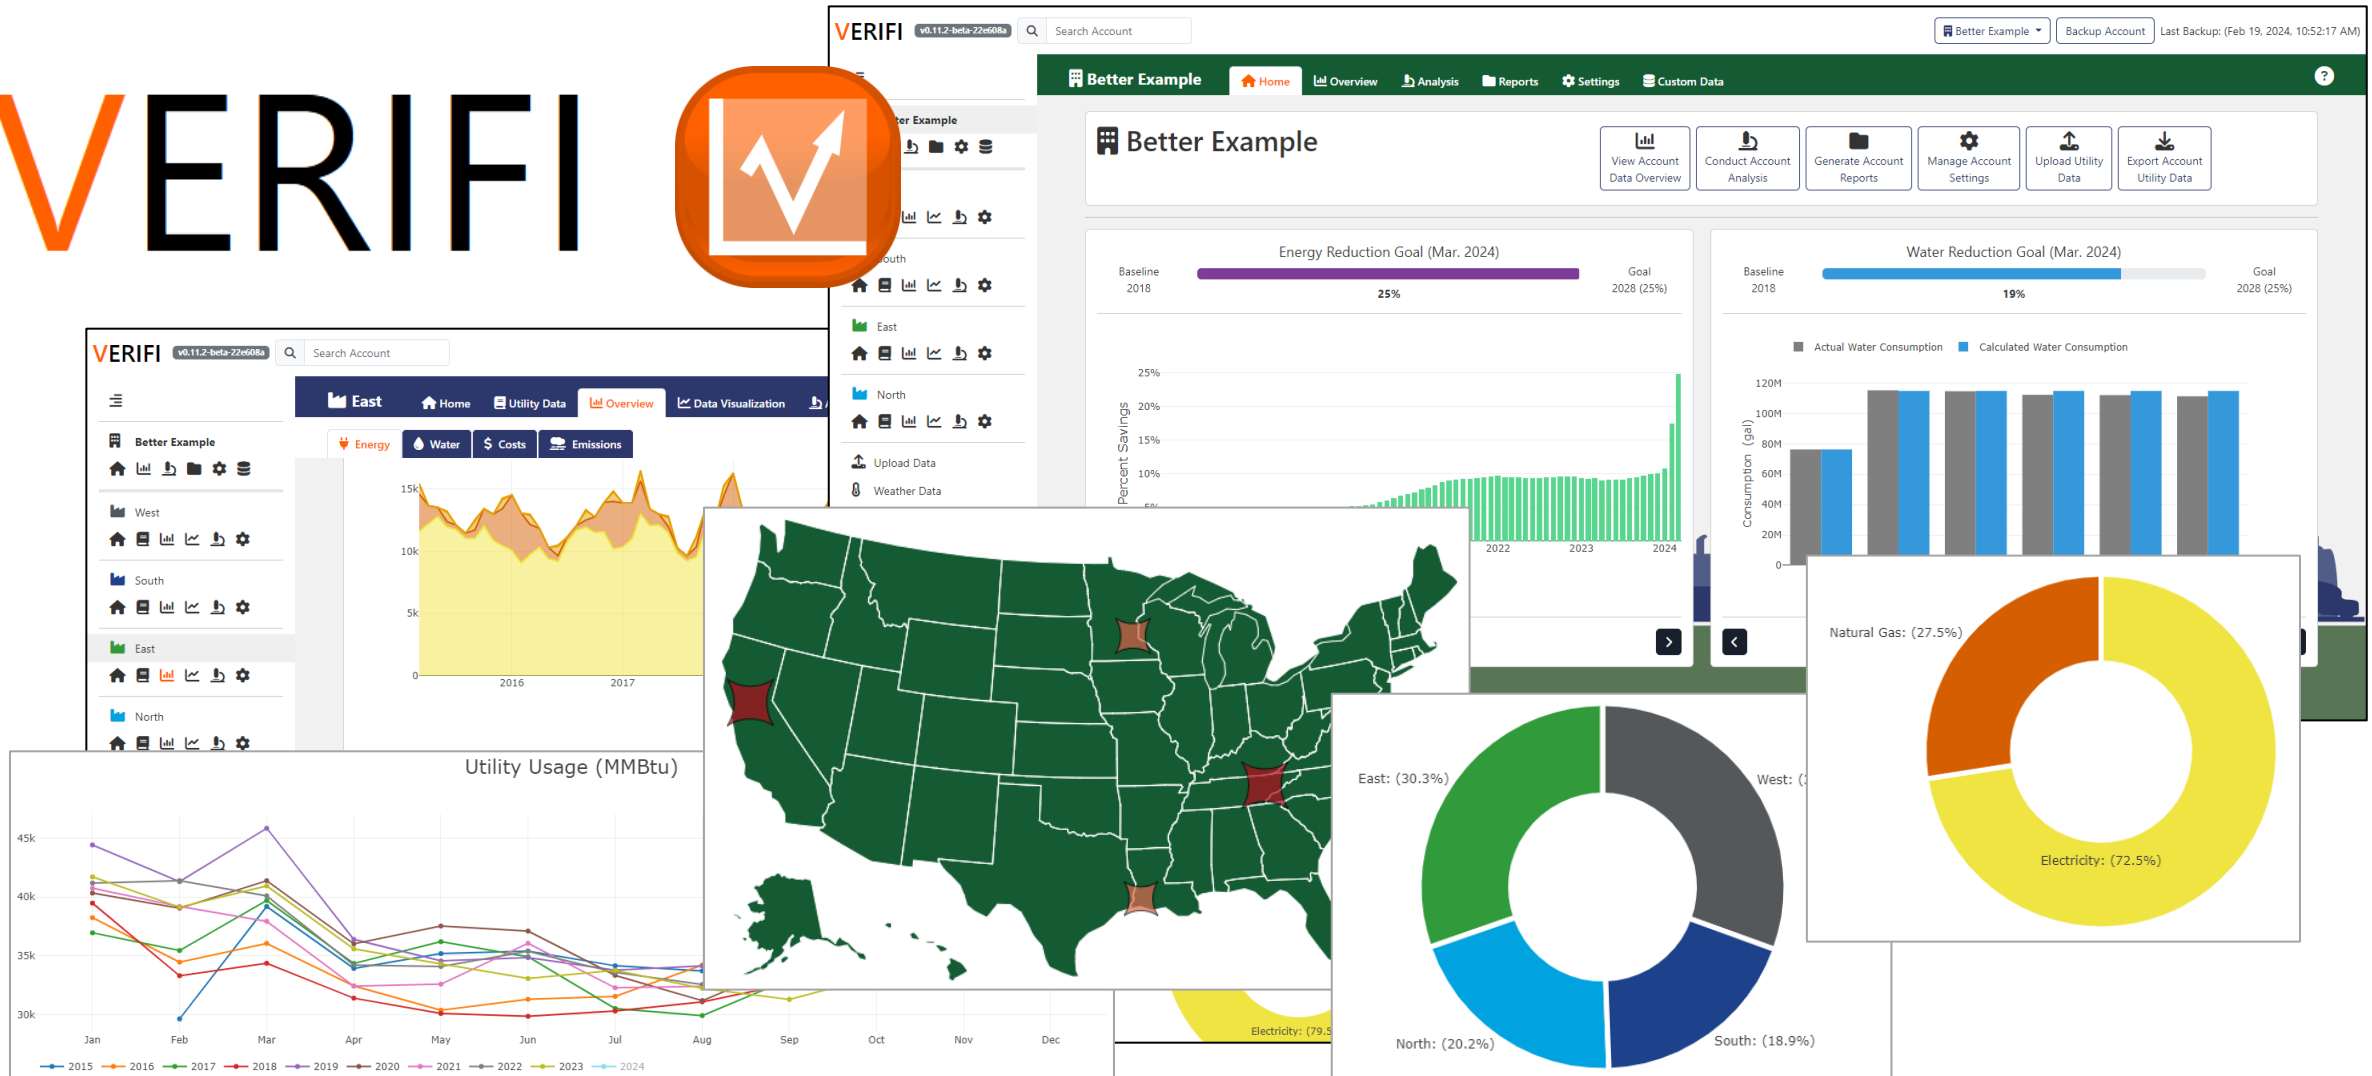 VERIFI
VERIFI v0.11.2-beta-22e608a Search Account
Better Example Backup Account Last Backup: (Feb 19, 2024, 10:52:17 AM)
Better Example Home Overview Analysis Reports Settings Custom Data
Better Example
View Account Data Overview
Conduct Account Analysis
Generate Account Reports
Manage Account Settings
Upload Utility Data
Export Account Utility Data
ter Example
outh
East
North
Upload Data
Weather Data
Energy Reduction Goal (Mar. 2024)
Baseline
2018
25%
Goal
2028 (25%)
25%
20%
15%
10%
5%
Percent Savings
2022 2023 2024
Water Reduction Goal (Mar. 2024)
Baseline
2018
19%
Goal
2028 (25%)
Actual Water Consumption Calculated Water Consumption
120M
100M
80M
60M
40M
20M
0
Consumption (gal)
VERIFI v0.11.2-beta-22e608a Search Account
East Home Utility Data Overview Data Visualization
Energy Water Costs Emissions
Better Example
West
South
East
North
15k
10k
5k
0
2016 2017
Utility Usage (MMBtu)
45k
40k
35k
30k
Jan Feb Mar Apr May Jun Jul Aug Sep Oct Nov Dec
2015 2016 2017 2018 2019 2020 2021 2022 2023 2024
Electricity: (79.5
East: (30.3%)
West: (
North: (20.2%)
South: (18.9%)
Natural Gas: (27.5%)
Electricity: (72.5%)